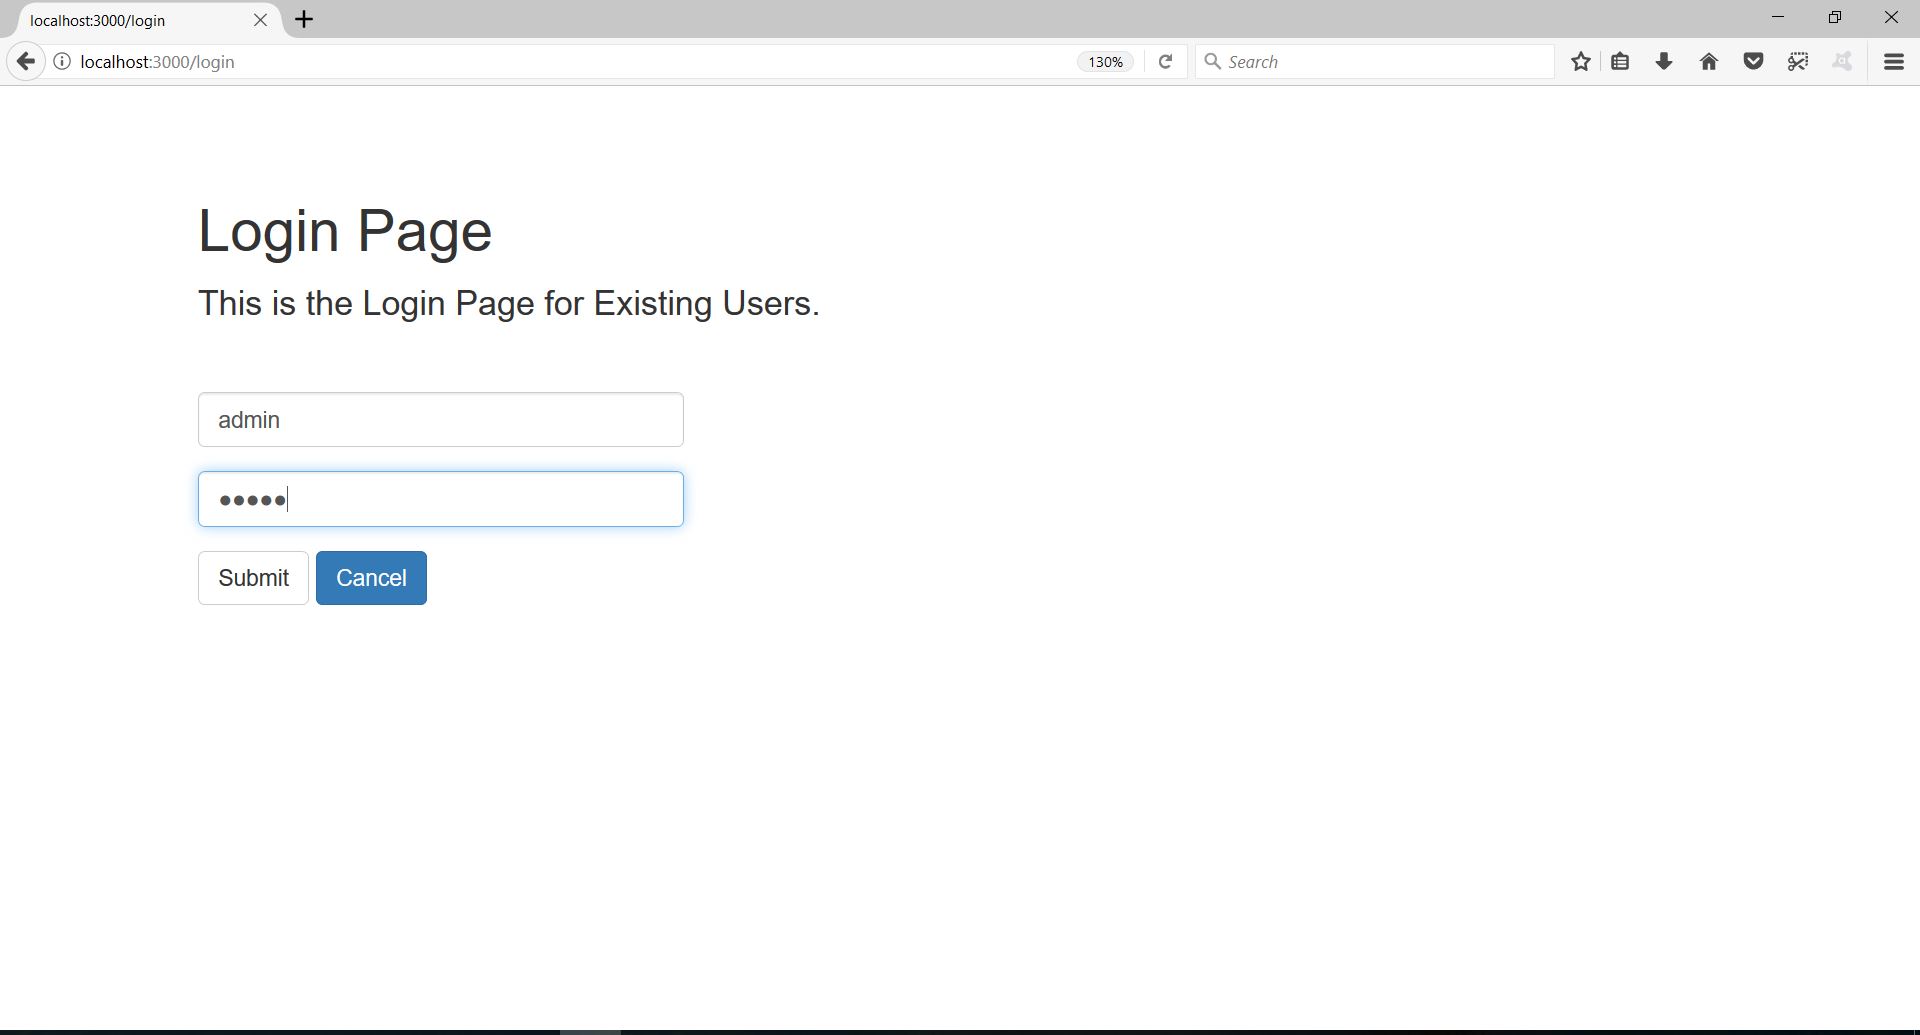 localhost:3000/login
localhost:3000/login
130%
Search
Login Page
This is the Login Page for Existing Users.
admin
●●●●●
Submit Cancel